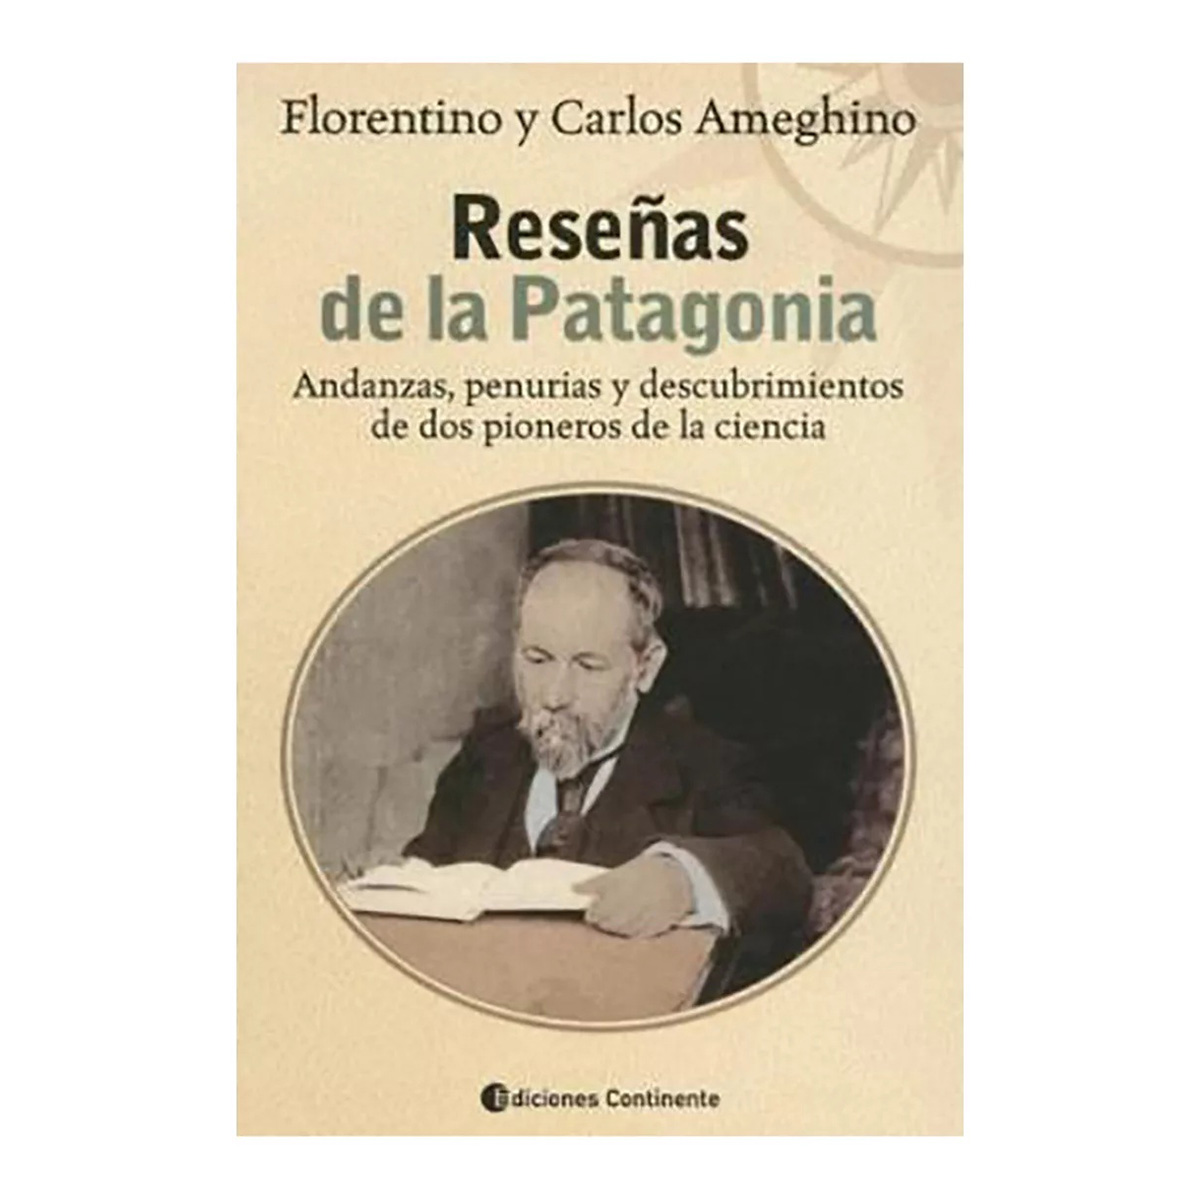 Florentino y Carlos Ameghino
Reseñas
de la Patagonia
Andanzas, penurias y descubrimientos
de dos pioneros de la ciencia
Ediciones Continente